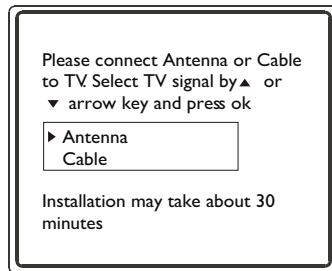 Please connect Antenna or Cable
to TV. Select TV signal by ▲ or
▼ arrow key and press ok
▶ Antenna
Cable
Installation may take about 30
minutes